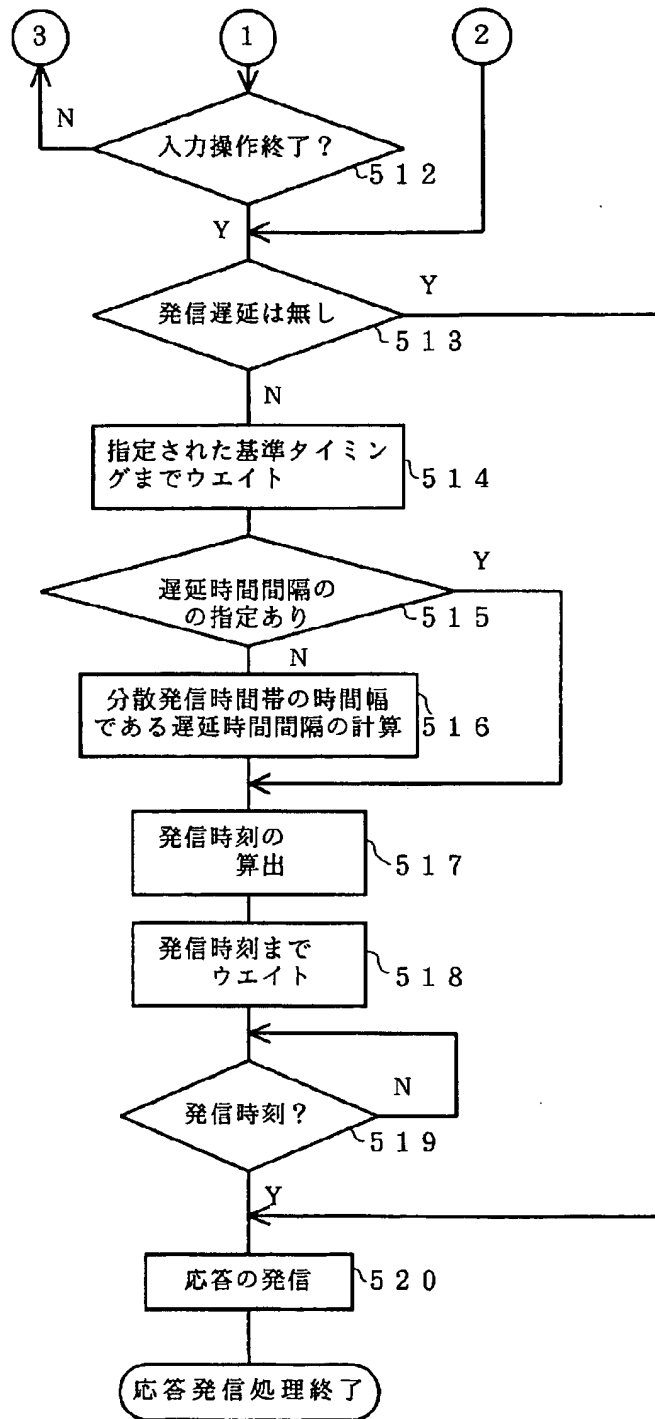 3
1
2
N
入力操作終了？
512
Y
発信遅延は無し
Y
513
N
指定された基準タイミン
グまでウエイト
514
遅延時間間隔の
の指定あり
Y
515
N
分散発信時間帯の時間幅
である遅延時間間隔の計算
516
発信時刻の
算出
517
発信時刻まで
ウエイト
518
発信時刻？
N
519
Y
応答の発信
520
応答発信処理終了